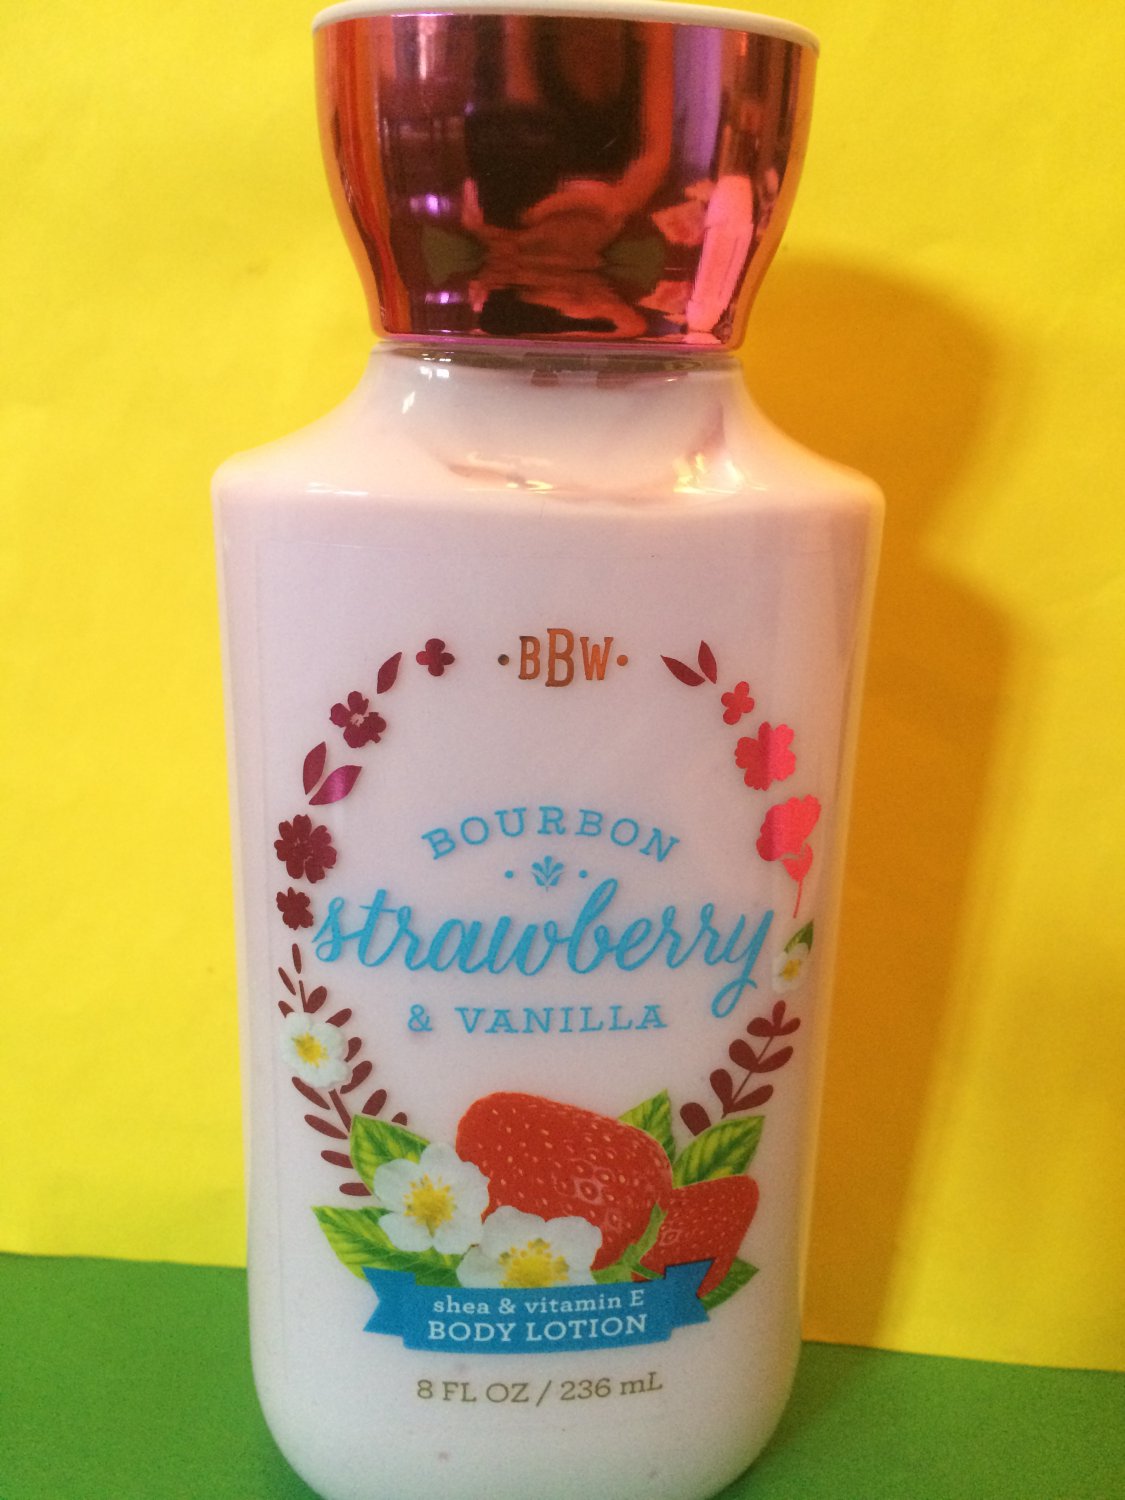 ·BBW·
BOURBON
strawberry
& VANILLA
shea & vitamin E
BODY LOTION
8 FL OZ / 236 mL